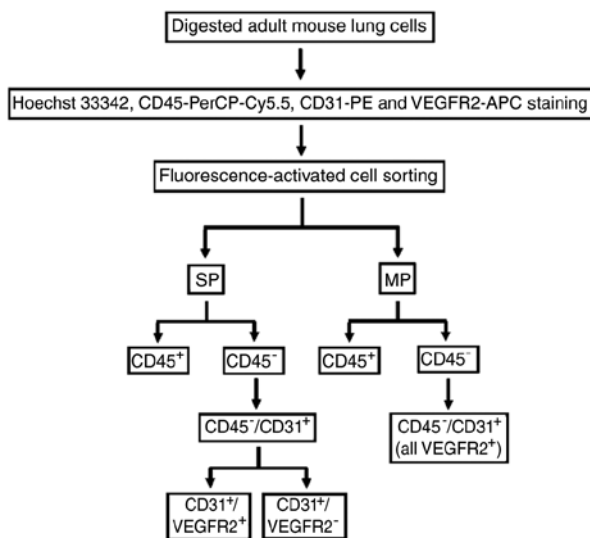 Digested adult mouse lung cells
Hoechst 33342, CD45-PerCP-Cy5.5, CD31-PE and VEGFR2-APC staining
Fluorescence-activated cell sorting
SP
MP
CD45⁺
CD45⁻
CD45⁺
CD45⁻
CD45⁻/CD31⁺
CD45⁻/CD31⁺
(all VEGFR2⁺)
CD31⁺/
VEGFR2⁺
CD31⁺/
VEGFR2⁻